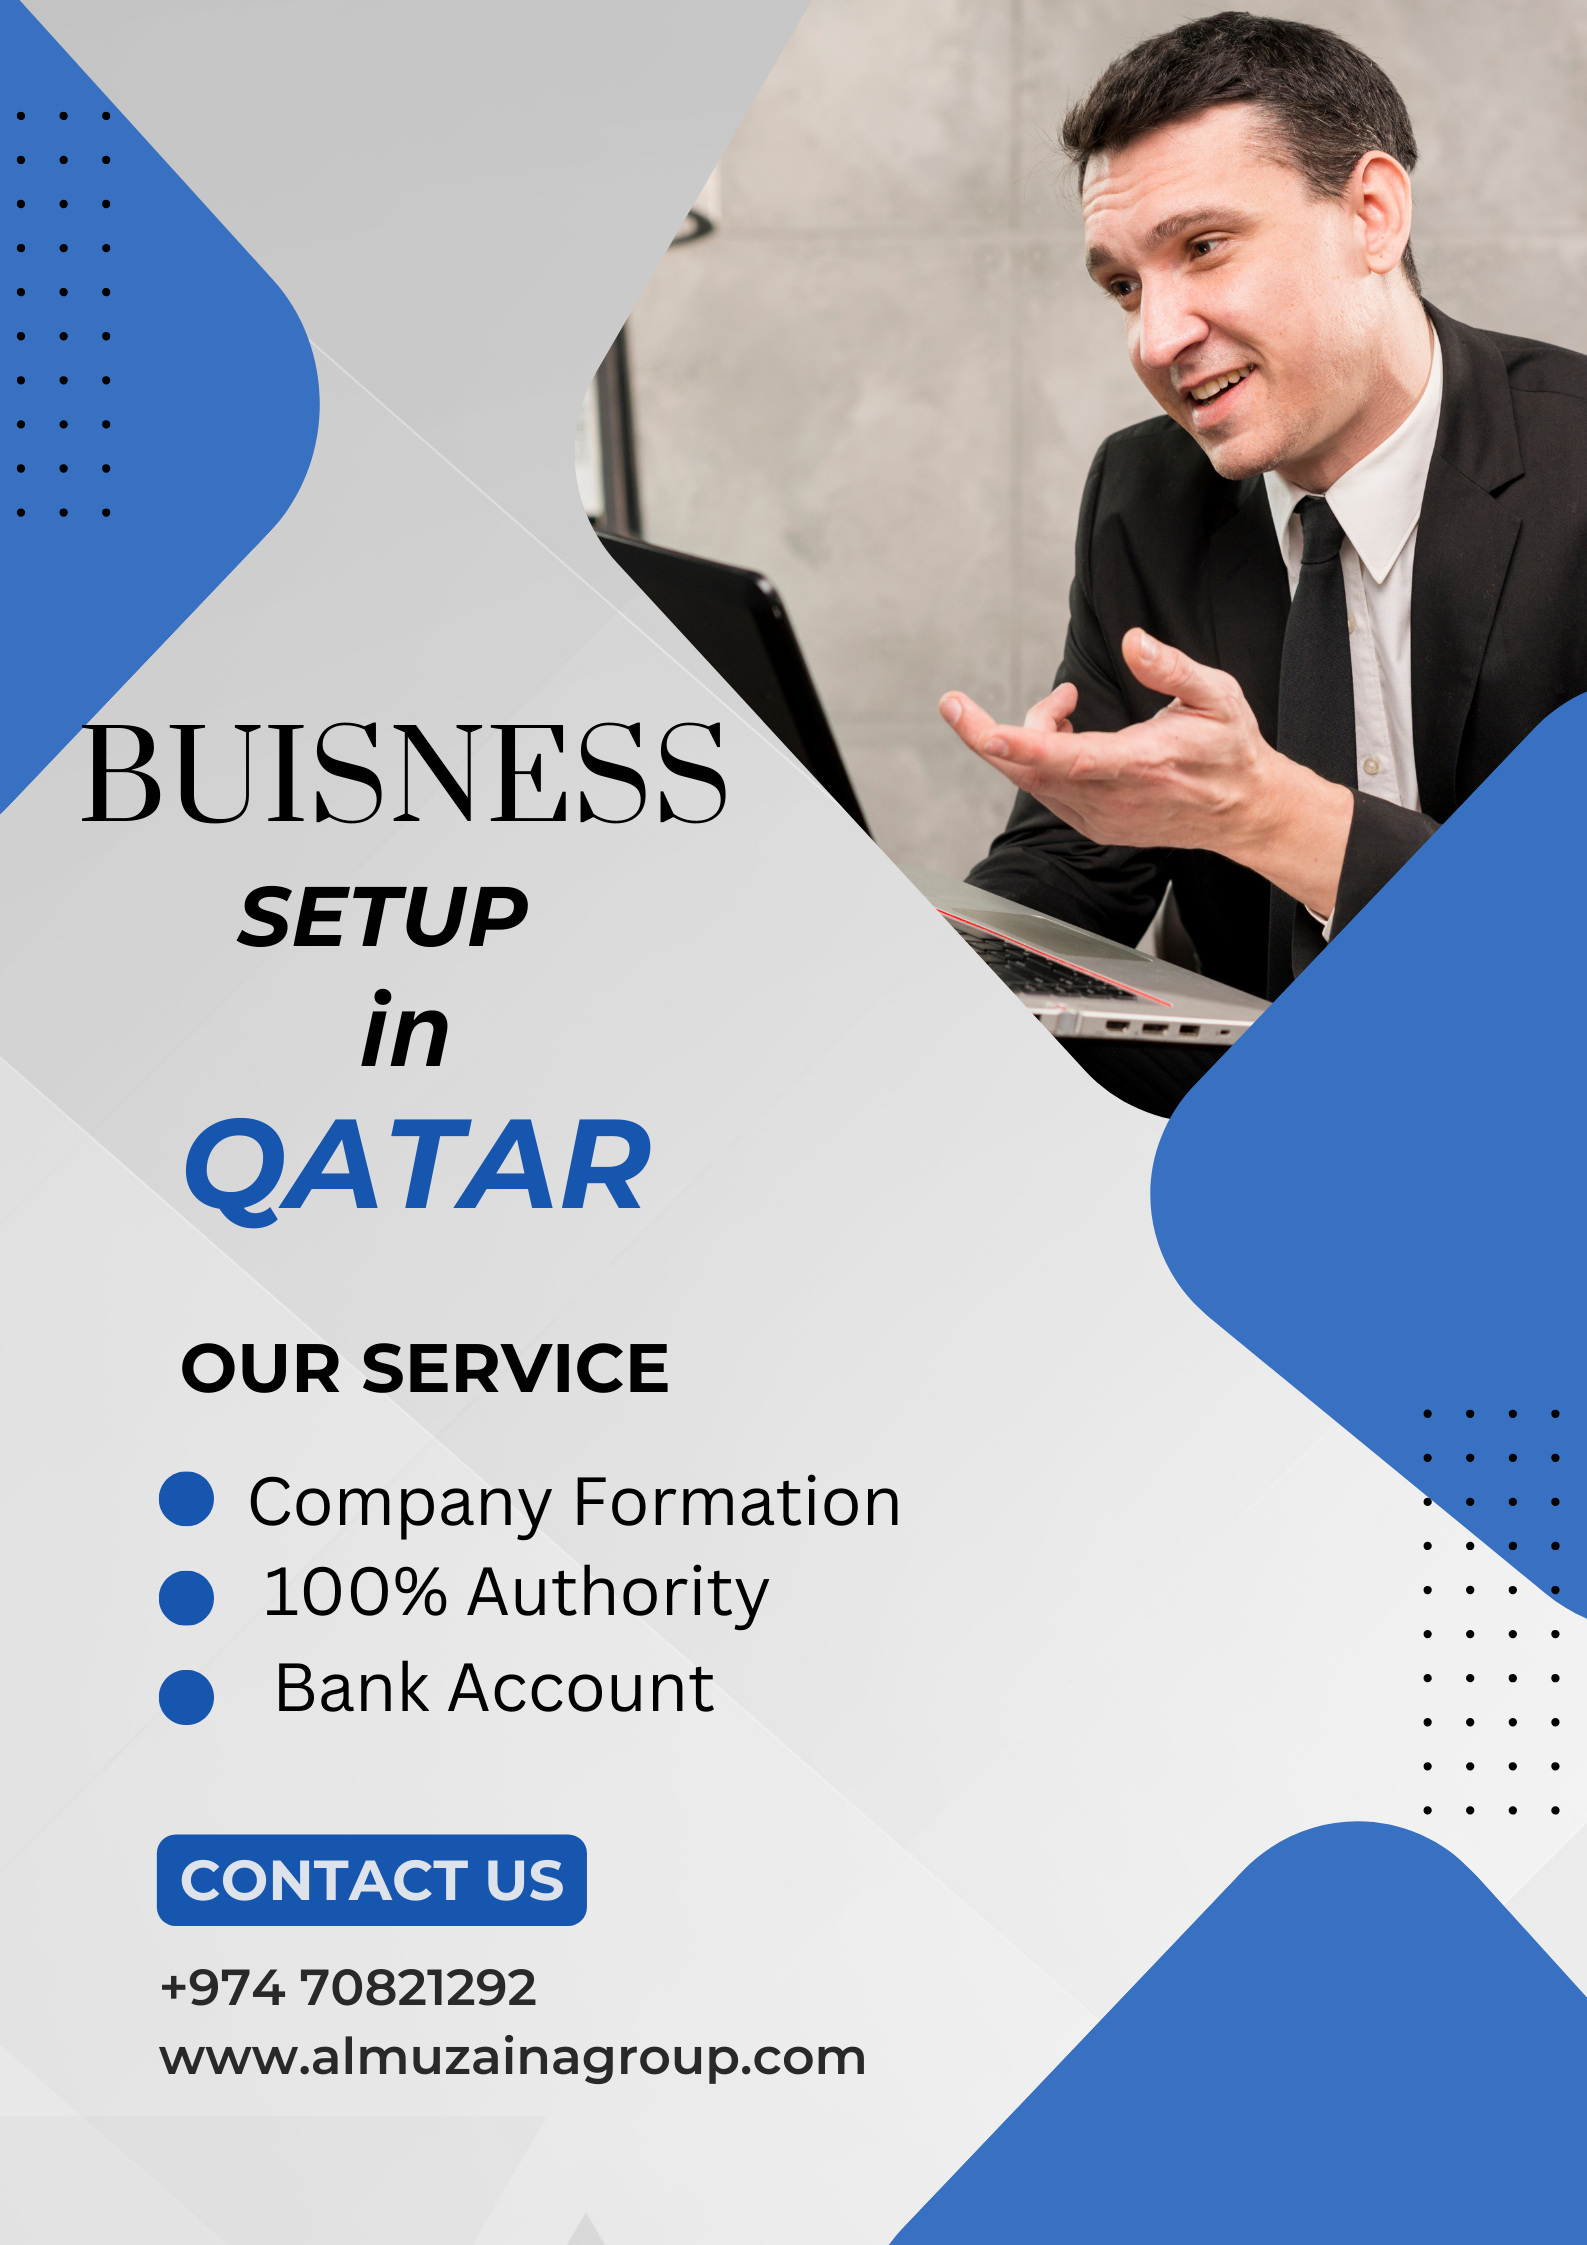 BUISNESS
SETUP
in
QATAR
OUR SERVICE
Company Formation
100% Authority
Bank Account
CONTACT US
+974 70821292
www.almuzainagroup.com